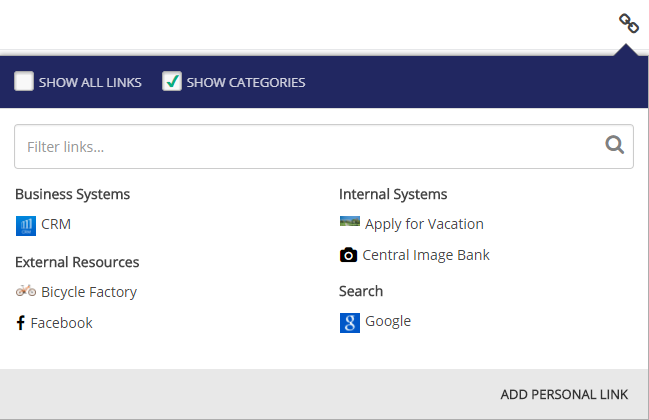 SHOW ALL LINKS
SHOW CATEGORIES
Filter links...
Business Systems
CRM
External Resources
Bicycle Factory
Facebook
Internal Systems
Apply for Vacation
Central Image Bank
Search
Google
ADD PERSONAL LINK